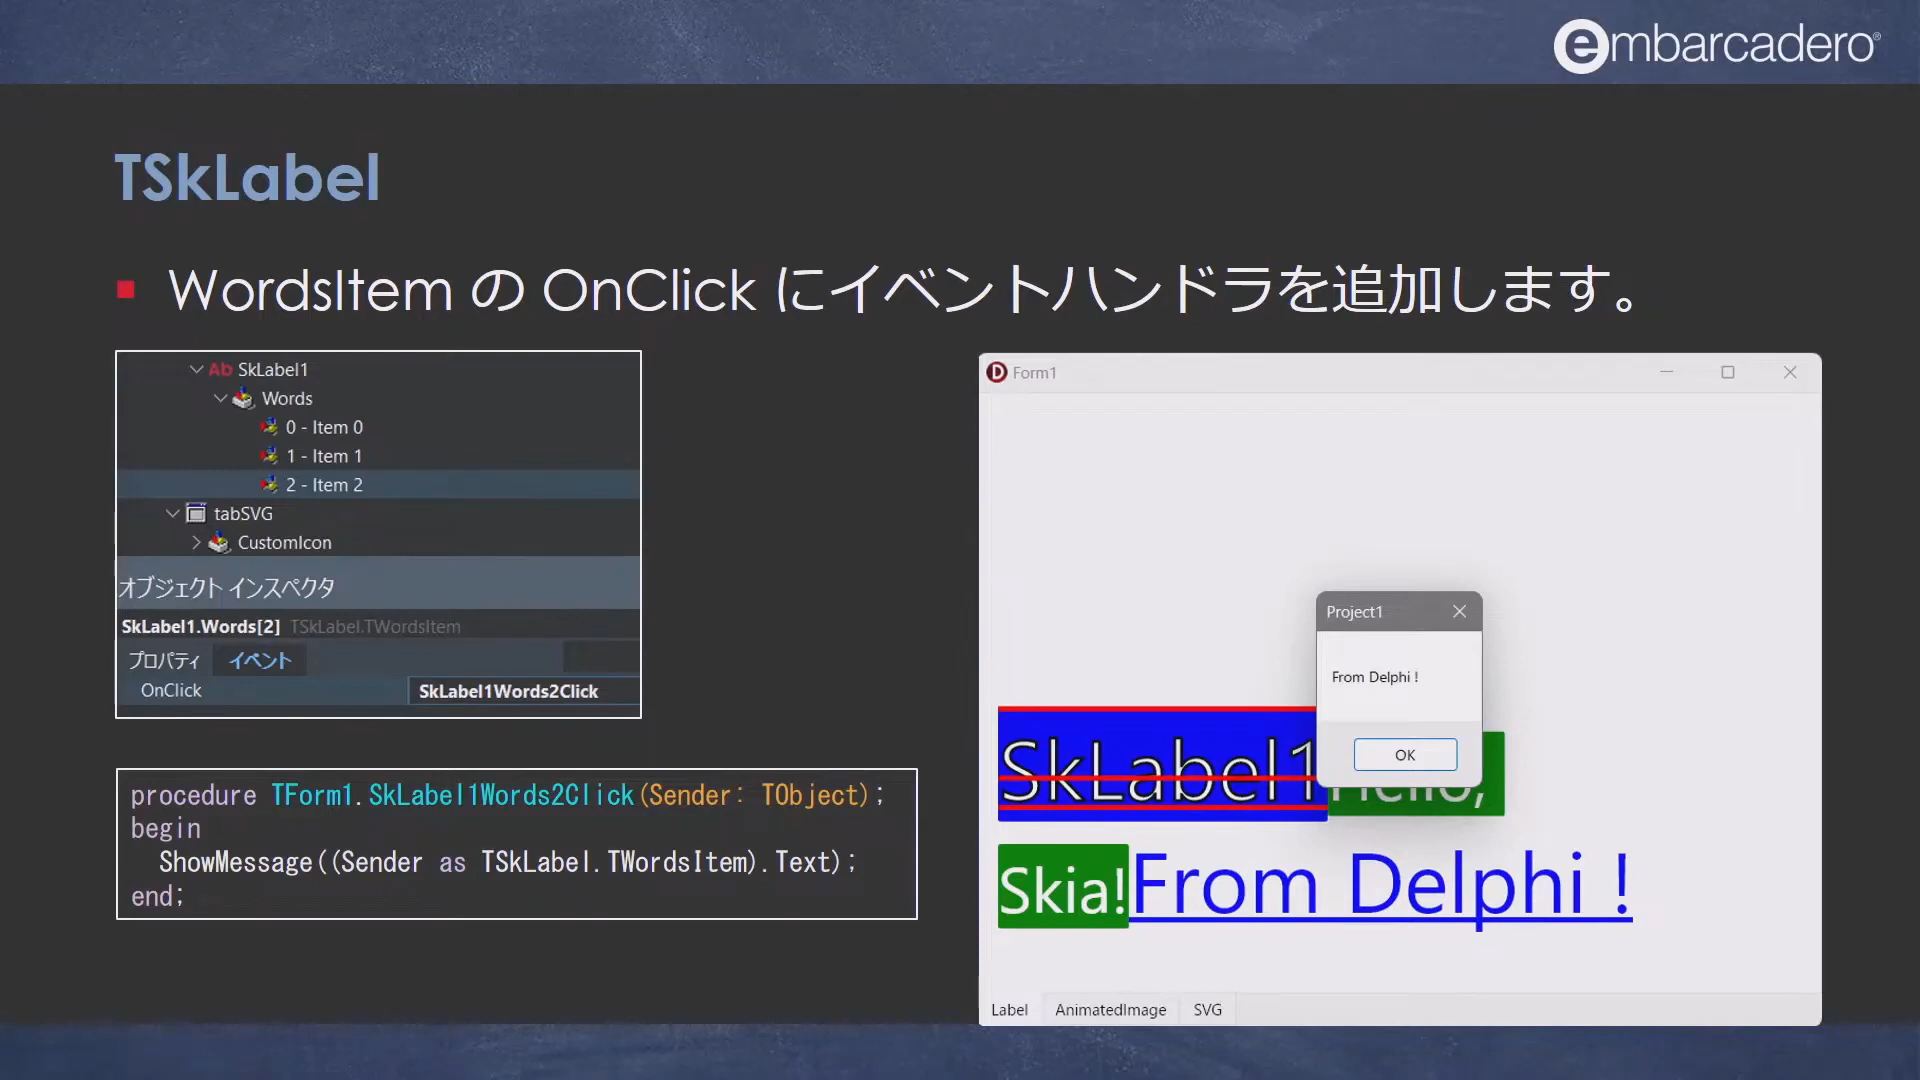 embarcadero®
TSkLabel
WordsItem の OnClick にイベントハンドラを追加します。
Ab SkLabel1
Words
0 - Item 0
1 - Item 1
2 - Item 2
tabSVG
CustomIcon
オブジェクト インスペクタ
SkLabel1.Words[2] TSkLabel.TWordsItem
プロパティ イベント
OnClick SkLabel1Words2Click
procedure TForm1.SkLabel1Words2Click(Sender: TObject);
begin
ShowMessage((Sender as TSkLabel.TWordsItem).Text);
end;
D Form1
Project1
From Delphi !
OK
SkLabel1Hello,
Skia!From Delphi !
Label AnimatedImage SVG